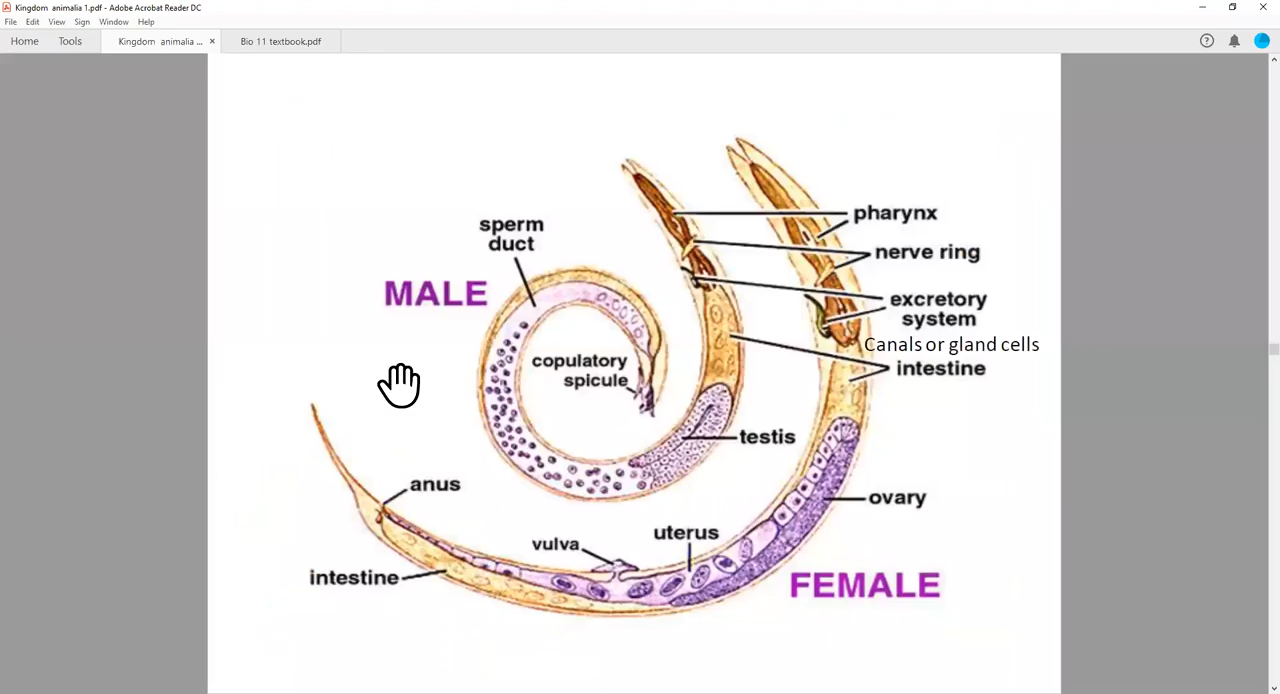 Kingdom animalia 1.pdf - Adobe Acrobat Reader DC
File Edit View Sign Window Help
Home Tools Kingdom animalia ... × Bio 11 textbook.pdf
pharynx
sperm
duct
nerve ring
MALE
excretory
system
Canals or gland cells
copulatory
spicule
intestine
testis
anus
ovary
uterus
vulva
intestine
FEMALE